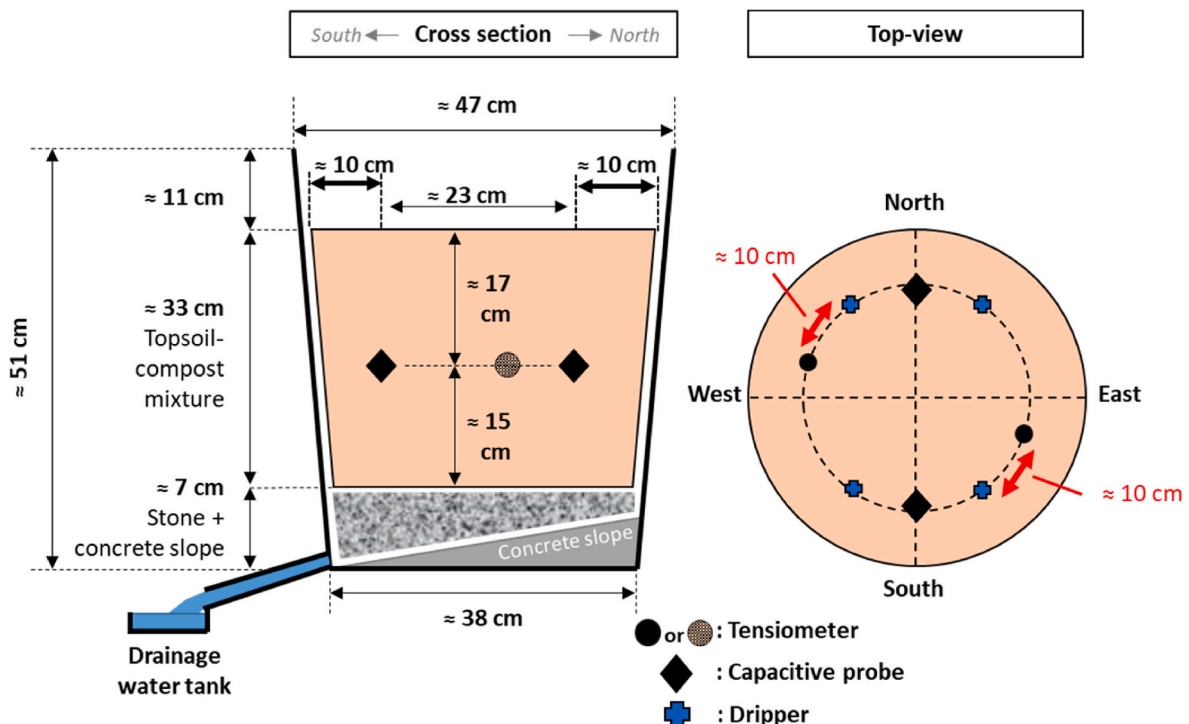 South Cross section North
Top-view
≈ 47 cm
≈ 10 cm
≈ 10 cm
≈ 11 cm
≈ 23 cm
≈ 17
cm
≈ 33 cm
Topsoil-
compost
mixture
≈ 51 cm
≈ 15
cm
≈ 7 cm
Stone +
concrete slope
Concrete slope
≈ 38 cm
Drainage
water tank
North
≈ 10 cm
West
East
≈ 10 cm
South
or : Tensiometer
: Capacitive probe
: Dripper